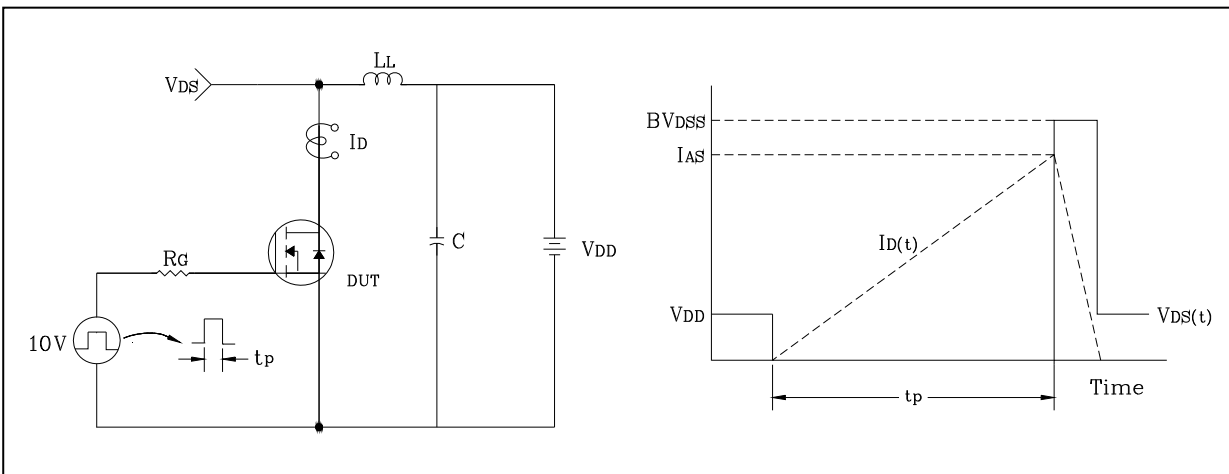 LL
VDS
ID
RG
C
VDD
DUT
10V
tp
BVDSS
IAS
ID(t)
VDD
VDS(t)
Time
tp